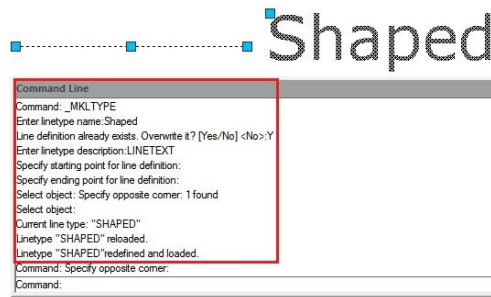 Shaped
Command Line
Command: _MKLTYPE
Enter linetype name:Shaped
Line definition already exists. Overwrite it? [Yes/No] <No>:Y
Enter linetype description:LINETEXT
Specify starting point for line definition:
Specify ending point for line definition:
Select object: Specify opposite corner: 1 found
Select object:
Current line type: "SHAPED"
Linetype "SHAPED" reloaded.
Linetype "SHAPED"redefined and loaded.
Command: Specify opposite corner:
Command: